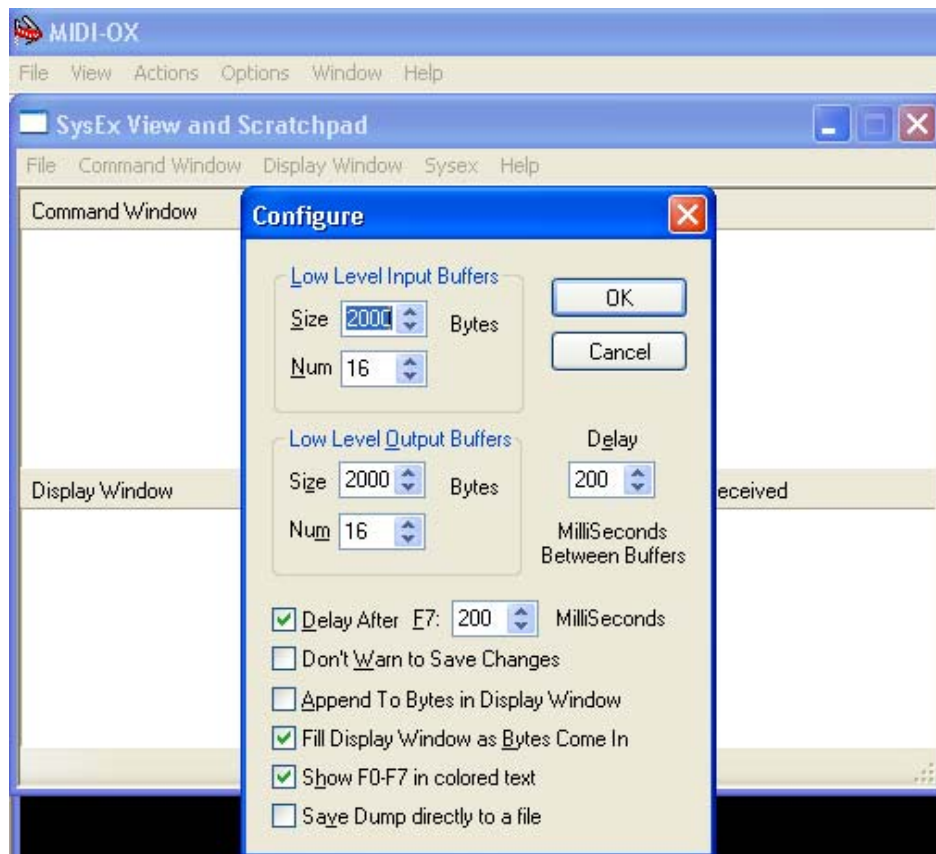 MIDI-OX
File View Actions Options Window Help
SysEx View and Scratchpad
File Command Window Display Window Sysex Help
Command Window
Configure
Low Level Input Buffers
Size 2000 Bytes
Num 16
OK
Cancel
Low Level Output Buffers
Size 2000 Bytes
Num 16
Delay
200
MilliSeconds
Between Buffers
Display Window
eceived
Delay After F7: 200 MilliSeconds
Don't Warn to Save Changes
Append To Bytes in Display Window
Fill Display Window as Bytes Come In
Show F0-F7 in colored text
Save Dump directly to a file